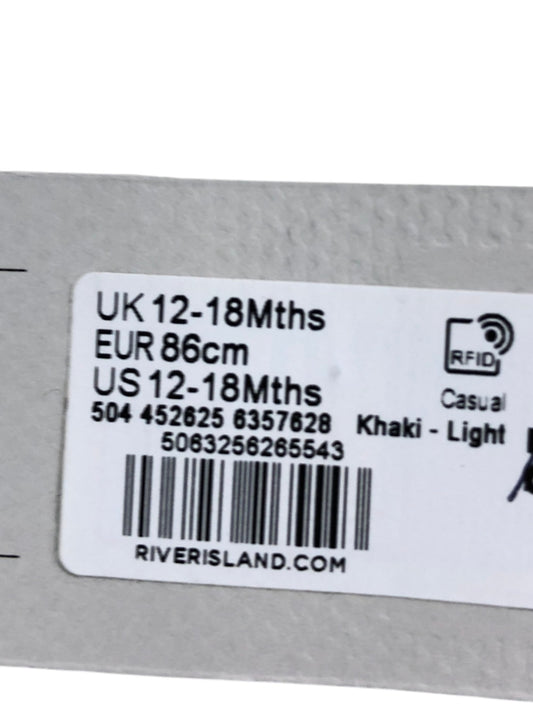 UK 12-18Mths
EUR 86cm
US 12-18Mths
RFID
Casual
504 452625 6357628 Khaki - Light
5063256265543
RIVERISLAND.COM